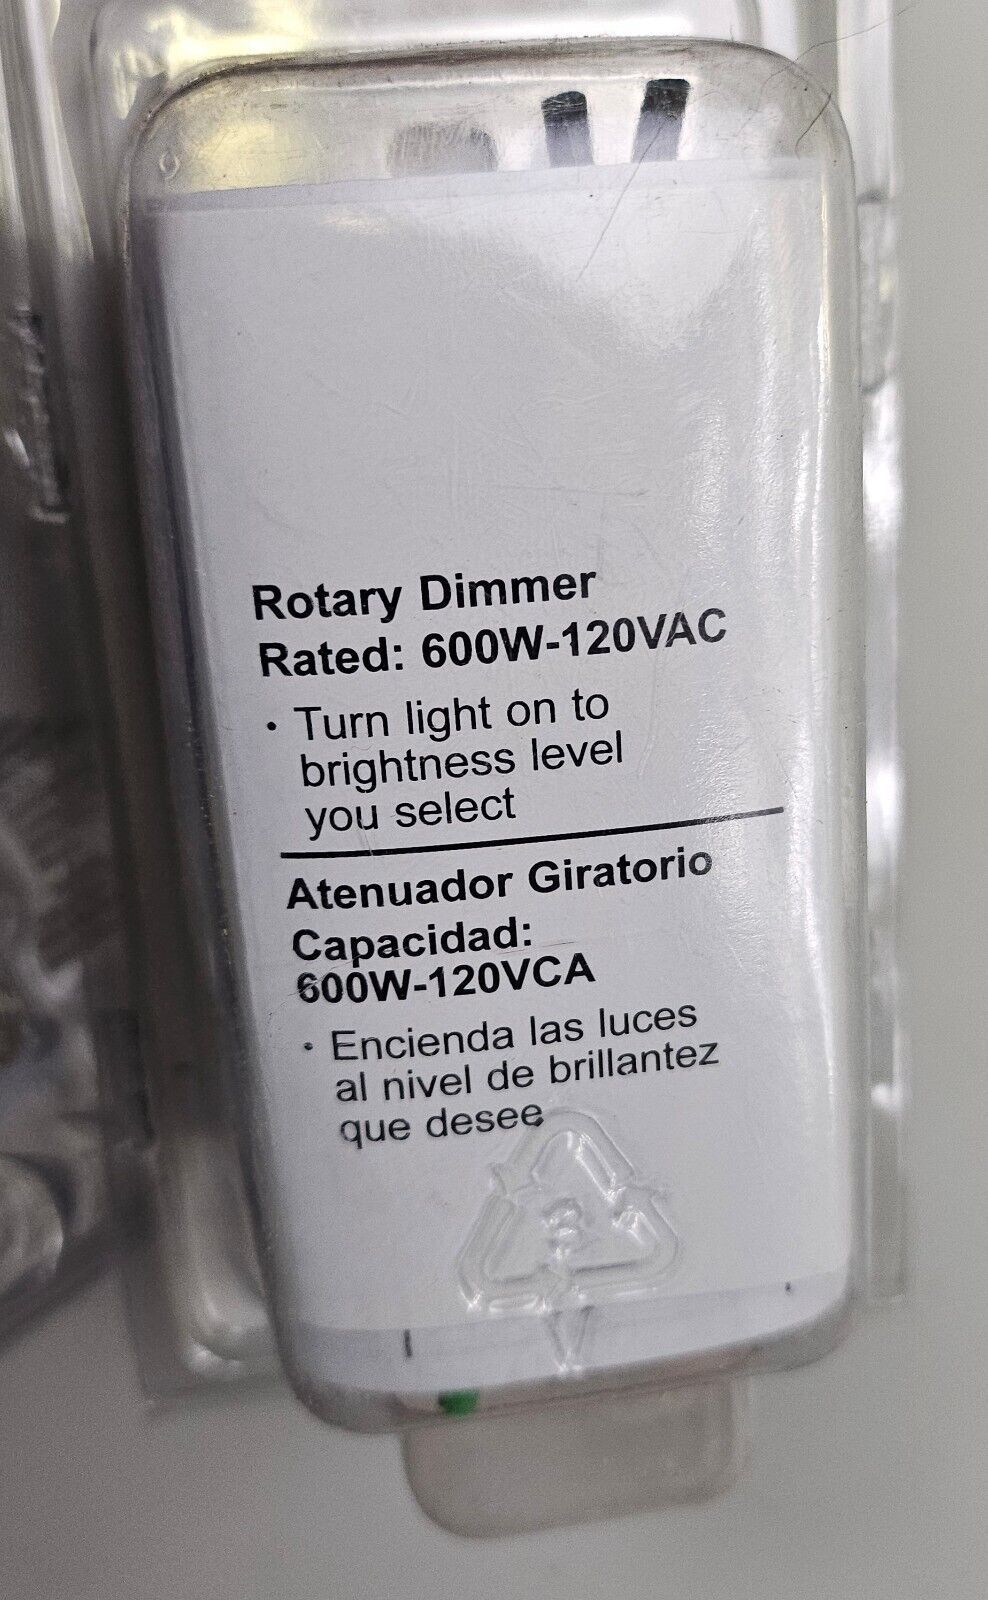 Rotary Dimmer
Rated: 600W-120VAC
· Turn light on to
brightness level
you select
Atenuador Giratorio
Capacidad:
600W-120VCA
· Encienda las luces
al nivel de brillantez
que desee